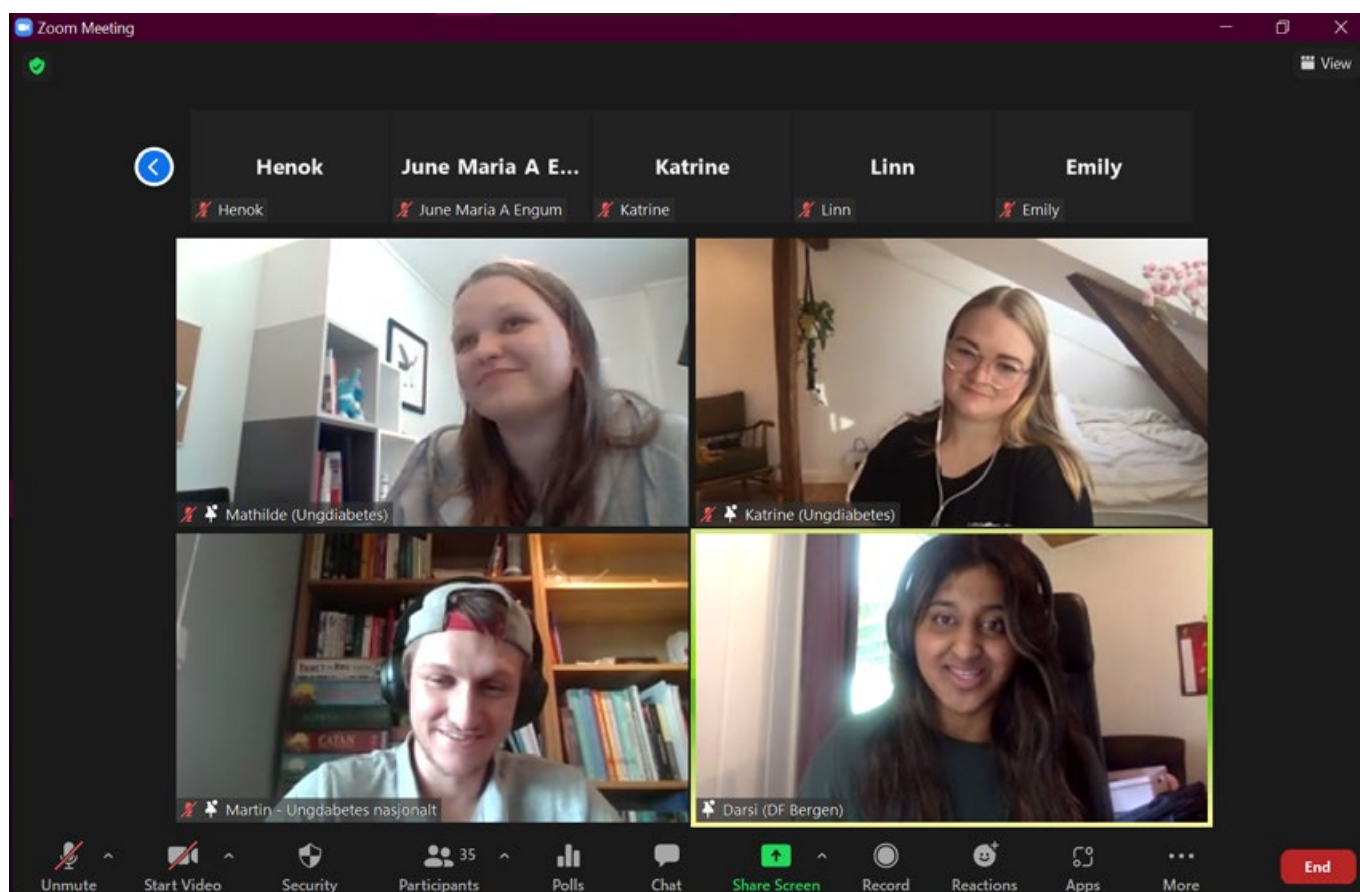 Zoom Meeting
View
Henok
June Maria A E...
Katrine
Linn
Emily
Henok
June Maria A Engum
Katrine
Linn
Emily
Mathilde (Ungdiabetes)
Katrine (Ungdiabetes)
CATAN
Martin - Ungdabetes nasjonalt
Darsi (DF Bergen)
35
Unmute
Start Video
Security
Participants
Polls
Chat
Share Screen
Record
Reactions
Apps
More
End